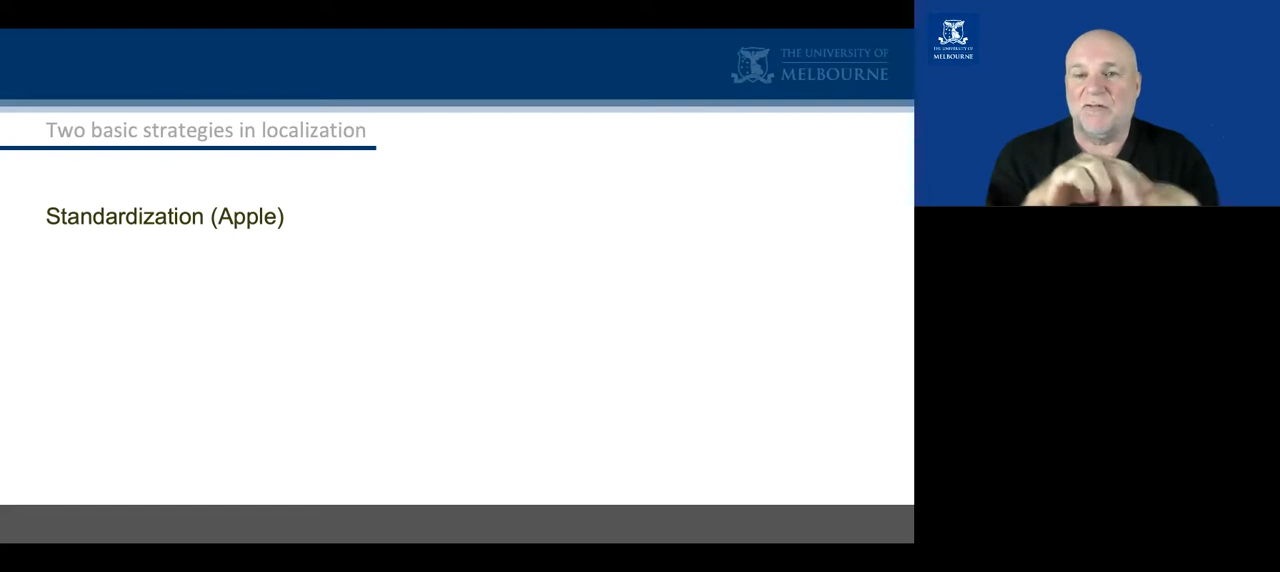 THE UNIVERSITY OF
MELBOURNE
Two basic strategies in localization
Standardization (Apple)
THE UNIVERSITY OF
MELBOURNE